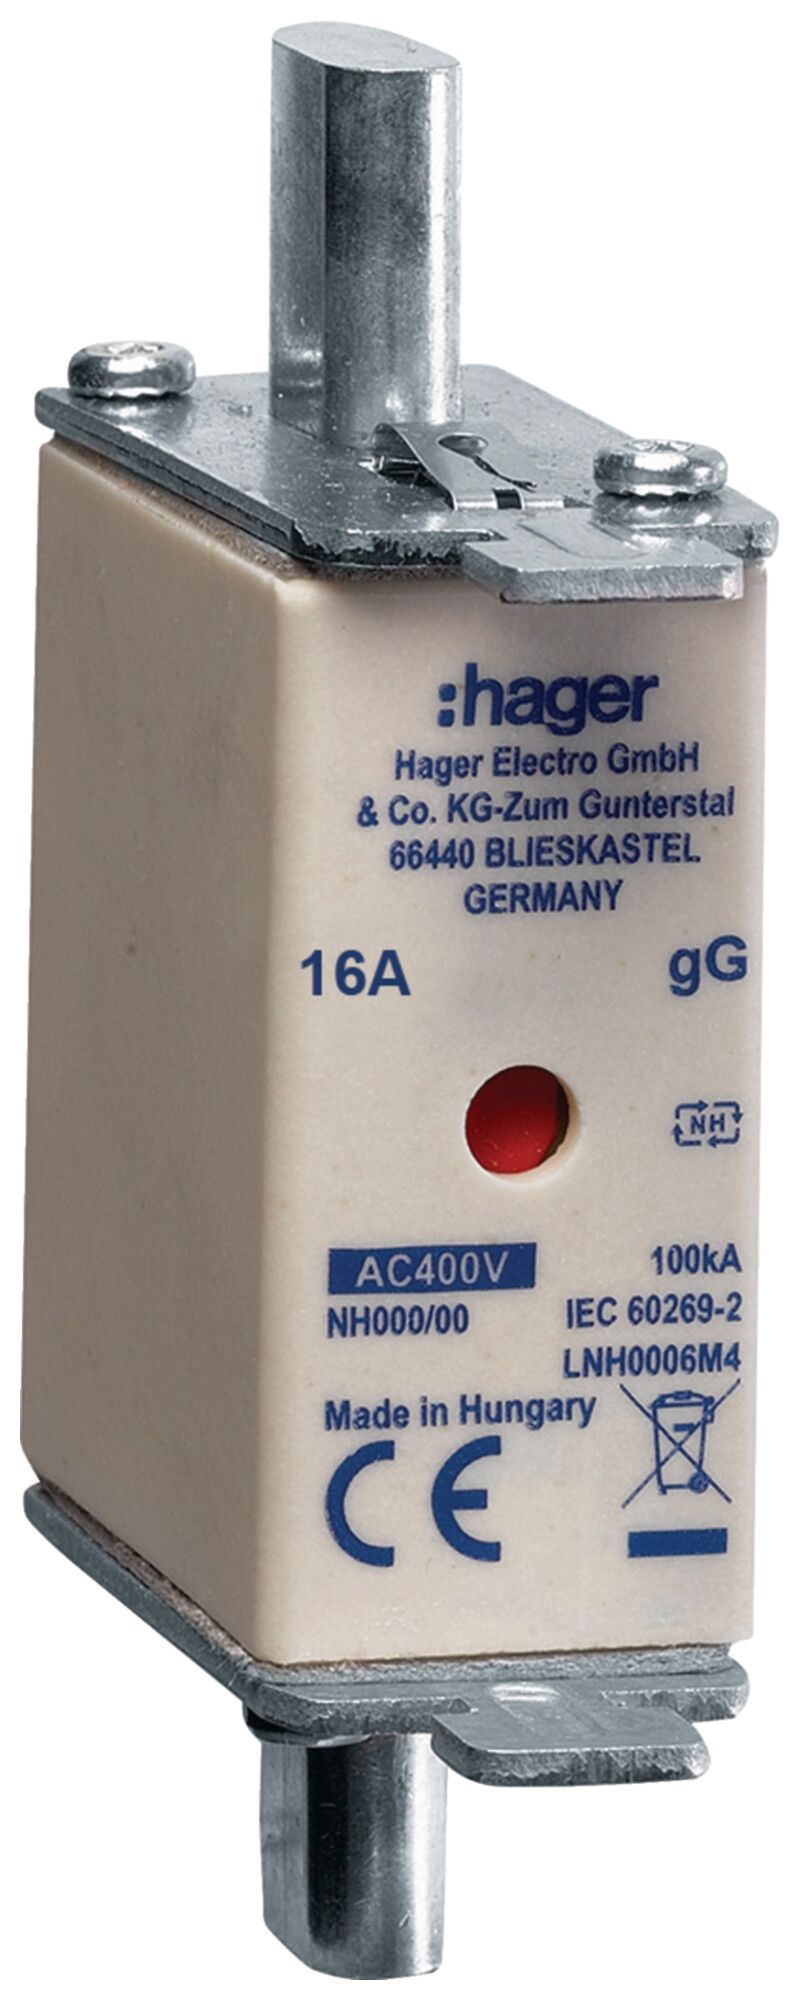 :hager
Hager Electro GmbH
& Co. KG-Zum Gunterstal
66440 BLIESKASTEL
GERMANY
16A gG
NH
AC400V 100kA
NH000/00 IEC 60269-2
LNH0006M4
Made in Hungary
CE